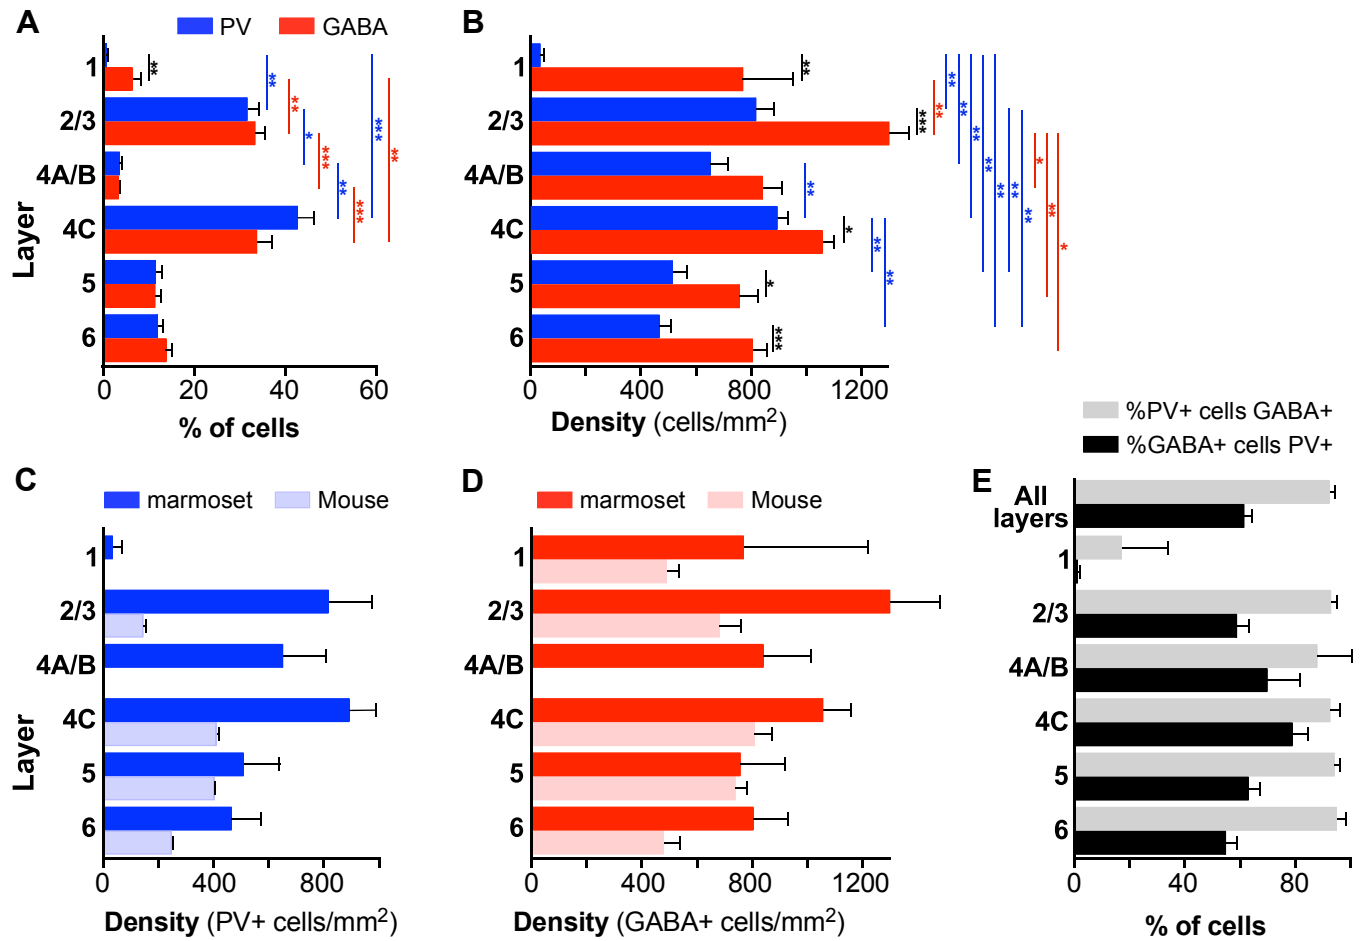 A
PV GABA
1
2/3
4A/B
4C
5
6
Layer
**
**
**
*
***
**
***
***
**
0 20 40 60
% of cells
B
1
2/3
4A/B
4C
5
6
**
***
*
*
***
**
**
**
**
**
**
**
**
**
**
**
*
**
*
0 400 800 1200
Density (cells/mm²)
C
marmoset Mouse
1
2/3
4A/B
4C
5
6
Layer
0 400 800
Density (PV+ cells/mm²)
D
marmoset Mouse
1
2/3
4A/B
4C
5
6
0 400 800 1200
Density (GABA+ cells/mm²)
%PV+ cells GABA+
%GABA+ cells PV+
E
All
layers
1
2/3
4A/B
4C
5
6
0 40 80
% of cells